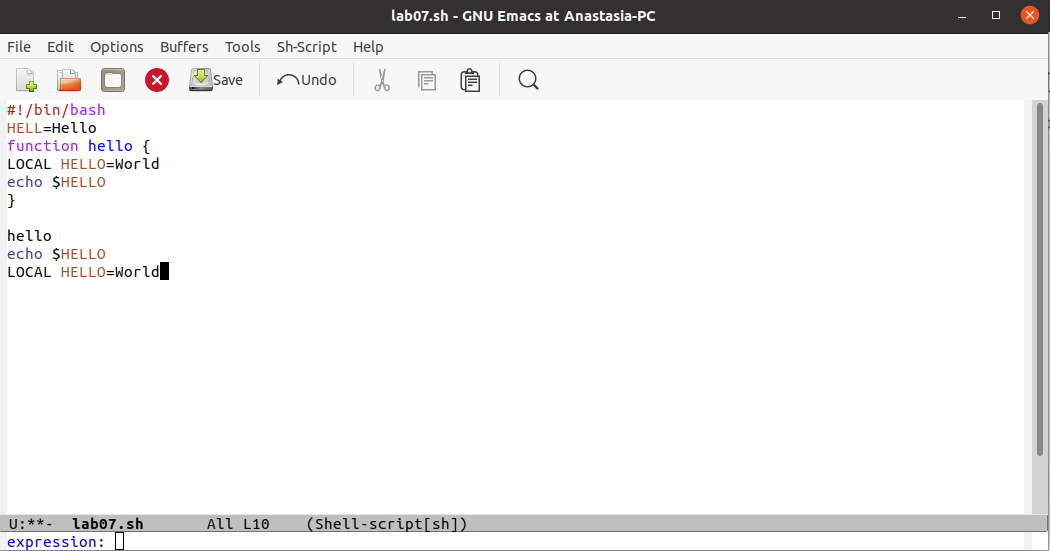 lab07.sh - GNU Emacs at Anastasia-PC
File Edit Options Buffers Tools Sh-Script Help
Save Undo
#!/bin/bash
HELL=Hello
function hello {
LOCAL HELLO=World
echo $HELLO
}
hello
echo $HELLO
LOCAL HELLO=World
U:**- lab07.sh All L10 (Shell-script[sh])
expression: